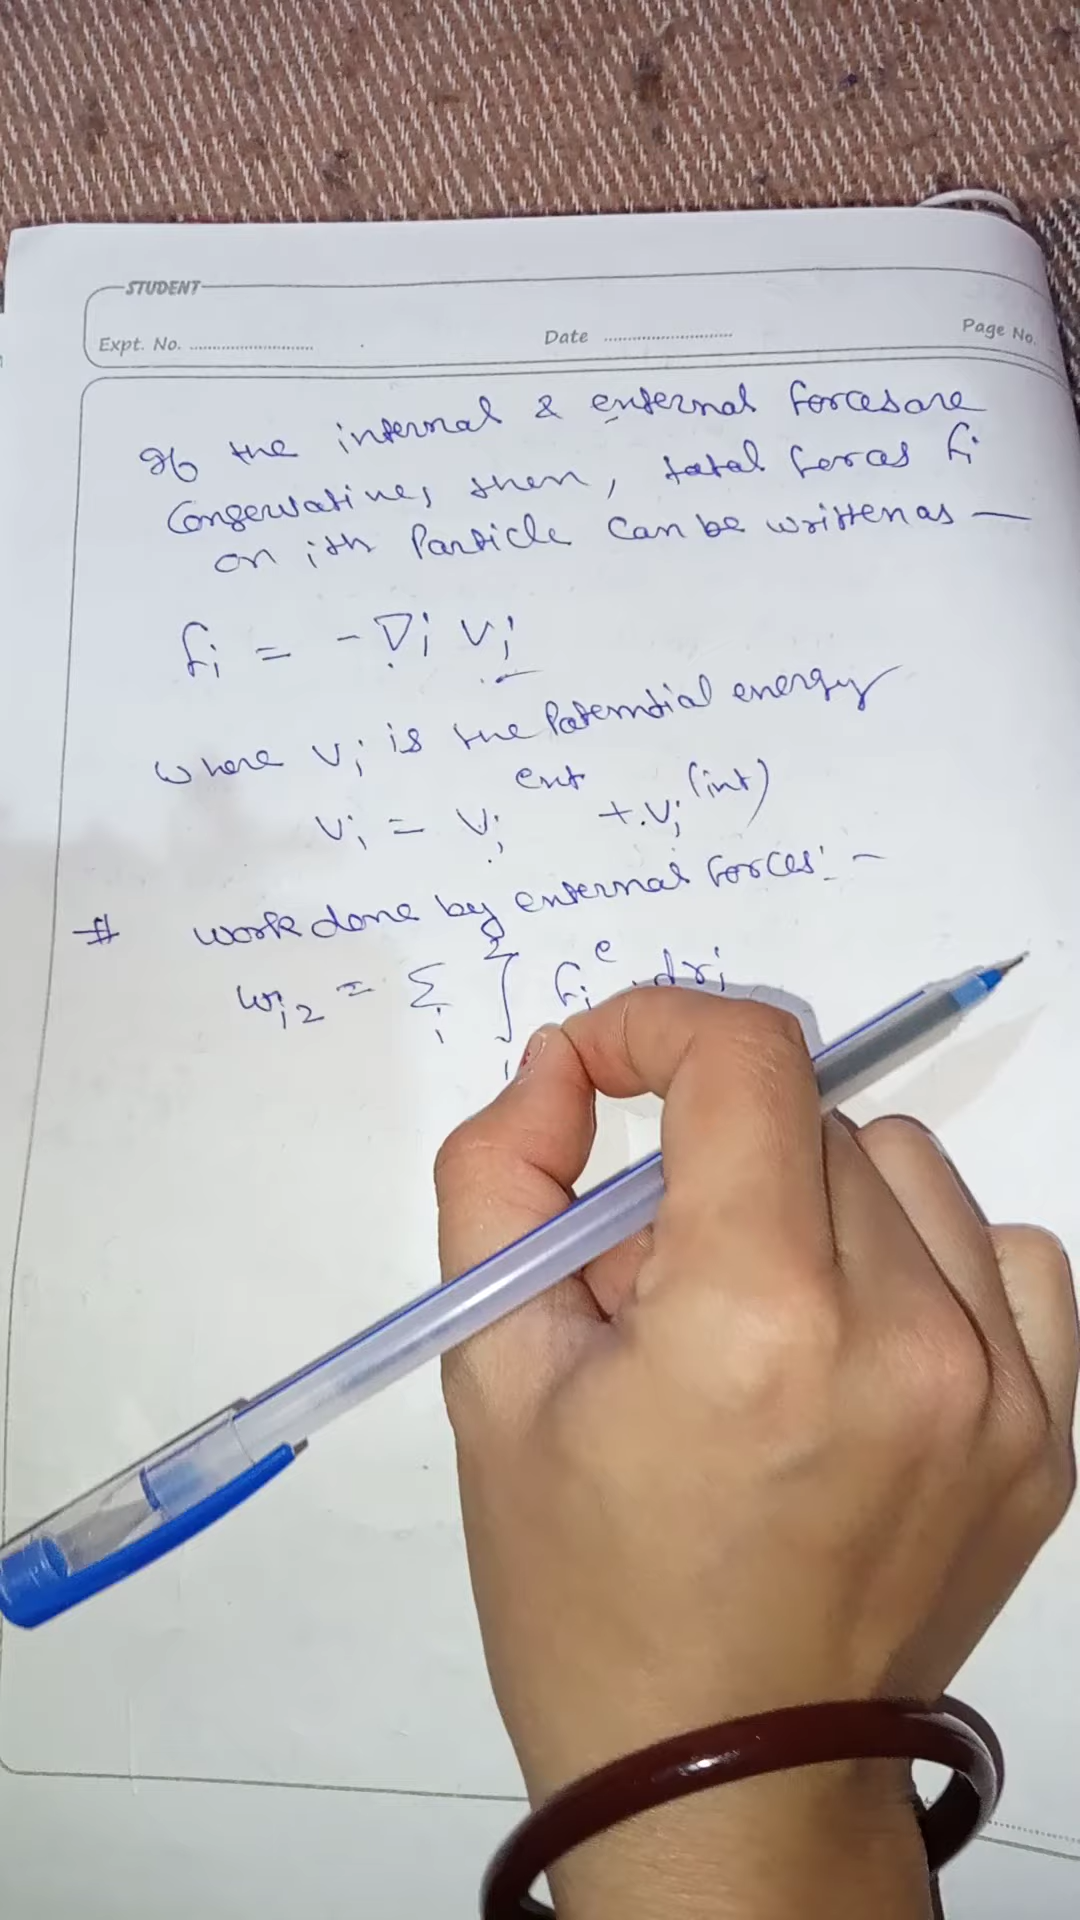 STUDENT
Expt. No. Date Page No.
If the internal & external forces are
Conservative, then, total forces Fi
on ith Particle can be written as —
Fi = - ∇i Vi
where Vi is the Potential energy
Vi = Vi ext + Vi (int)
# work done by external forces: —
W12 = Σi ∫₁² Fi^e . dri